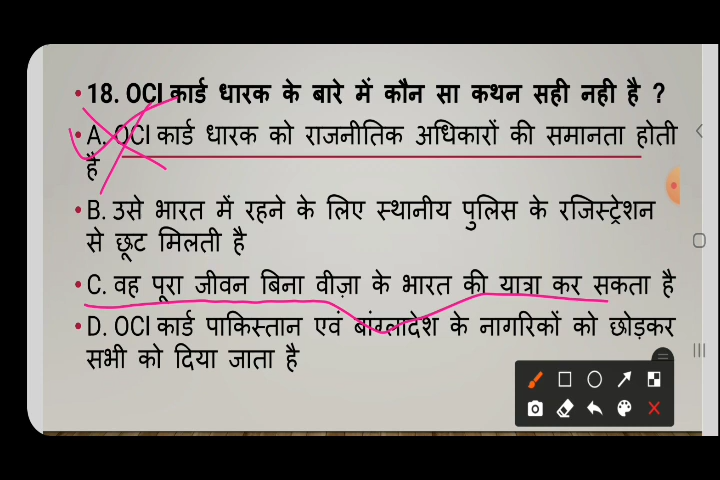 • 18. OCI कार्ड धारक के बारे में कौन सा कथन सही नही है ?
• A. OCI कार्ड धारक को राजनीतिक अधिकारों की समानता होती
है
• B. उसे भारत में रहने के लिए स्थानीय पुलिस के रजिस्ट्रेशन
से छूट मिलती है
• C. वह पूरा जीवन बिना वीज़ा के भारत की यात्रा कर सकता है
• D. OCI कार्ड पाकिस्तान एवं बांग्लादेश के नागरिकों को छोड़कर
सभी को दिया जाता है